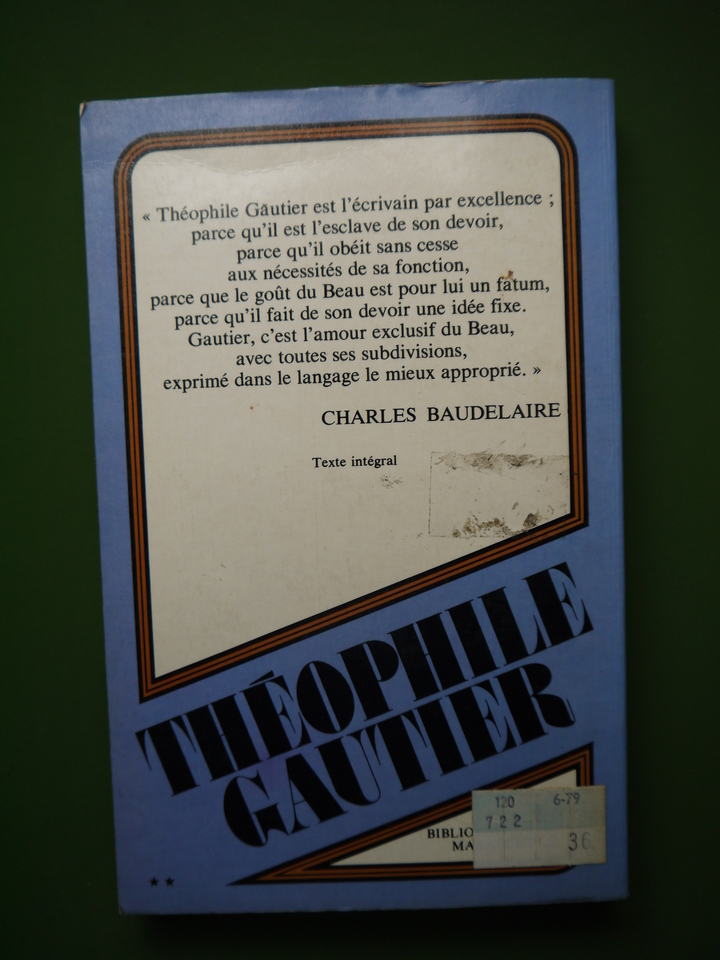 « Théophile Gautier est l'écrivain par excellence ;
parce qu'il est l'esclave de son devoir,
parce qu'il obéit sans cesse
aux nécessités de sa fonction,
parce que le goût du Beau est pour lui un fatum,
parce qu'il fait de son devoir une idée fixe.
Gautier, c'est l'amour exclusif du Beau,
avec toutes ses subdivisions,
exprimé dans le langage le mieux approprié. »
CHARLES BAUDELAIRE
Texte intégral
THÉOPHILE
GAUTIER
120 6-79
722
36
BIBLIO
MA
★★